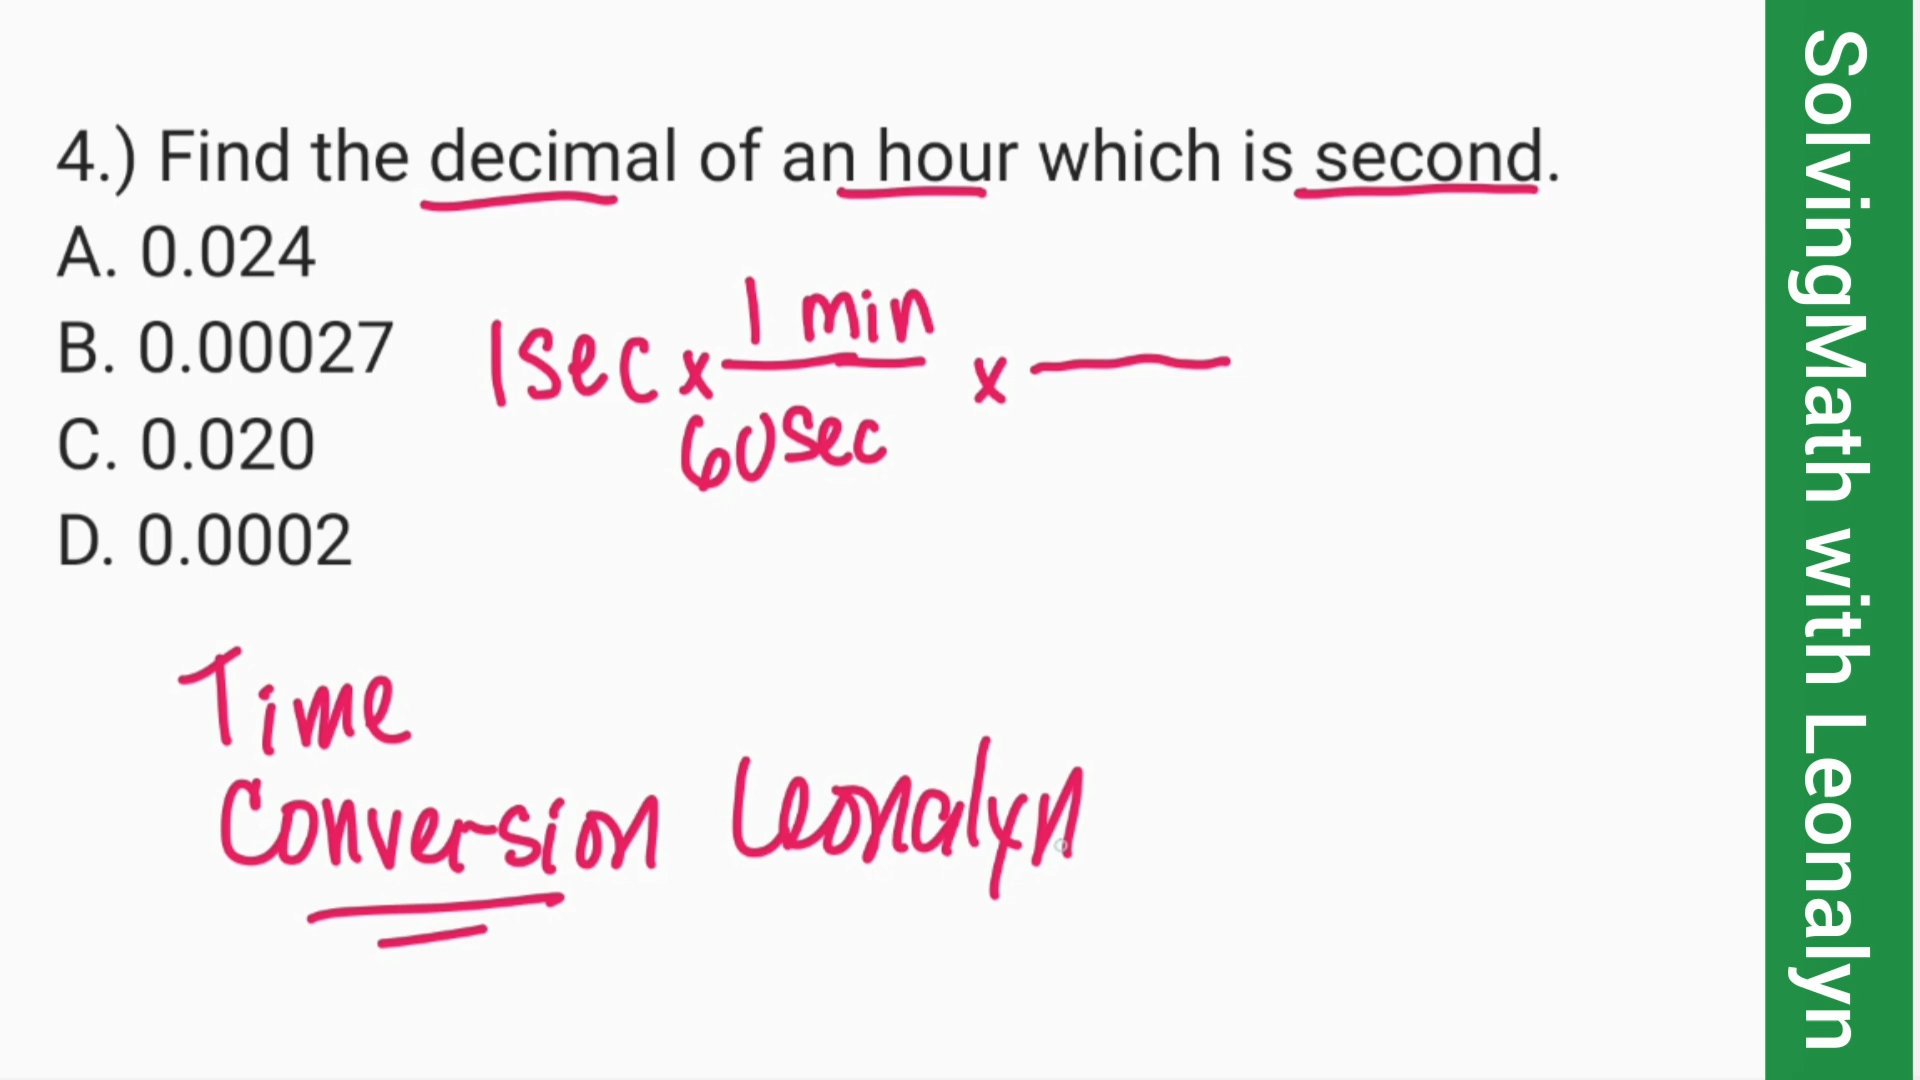 4.) Find the decimal of an hour which is second.
A. 0.024
B. 0.00027
C. 0.020
D. 0.0002
1sec x 1 min x
60sec
Time
Conversion Leonalyn
SolvingMath with Leonalyn